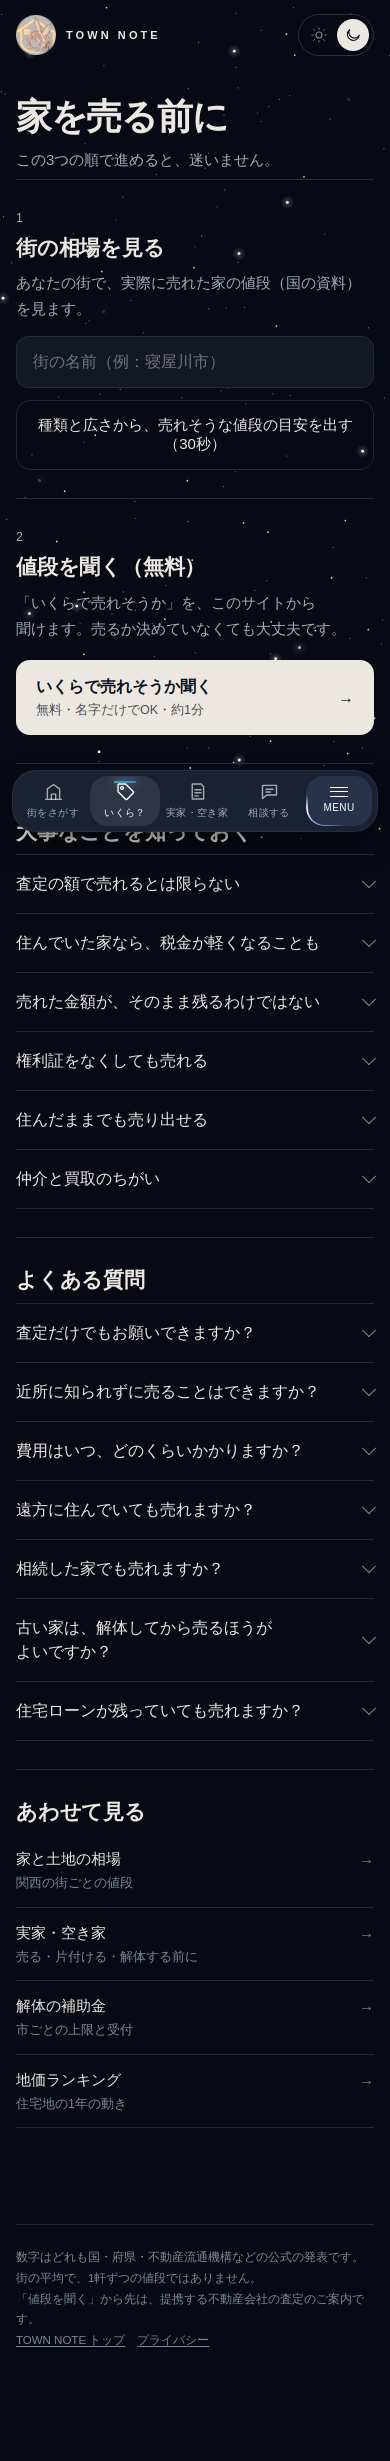 TOWN NOTE
家を売る前に
この3つの順で進めると、迷いません。
1
街の相場を見る
あなたの街で、実際に売れた家の値段（国の資料）
を見ます。
街の名前（例：寝屋川市）
種類と広さから、売れそうな値段の目安を出す
（30秒）
2
値段を聞く（無料）
「いくらで売れそうか」を、このサイトから
聞けます。売るか決めていなくても大丈夫です。
いくらで売れそうか聞く
無料・名字だけでOK・約1分
→
街をさがす
いくら？
実家・空き家
相談する
MENU
大事なことを知っておく
査定の額で売れるとは限らない
住んでいた家なら、税金が軽くなることも
売れた金額が、そのまま残るわけではない
権利証をなくしても売れる
住んだままでも売り出せる
仲介と買取のちがい
よくある質問
査定だけでもお願いできますか？
近所に知られずに売ることはできますか？
費用はいつ、どのくらいかかりますか？
遠方に住んでいても売れますか？
相続した家でも売れますか？
古い家は、解体してから売るほうが
よいですか？
住宅ローンが残っていても売れますか？
あわせて見る
家と土地の相場
関西の街ごとの値段
→
実家・空き家
売る・片付ける・解体する前に
→
解体の補助金
市ごとの上限と受付
→
地価ランキング
住宅地の1年の動き
→
数字はどれも国・府県・不動産流通機構などの公式の発表です。
街の平均で、1軒ずつの値段ではありません。
「値段を聞く」から先は、提携する不動産会社の査定のご案内で
す。
TOWN NOTE トップ プライバシー